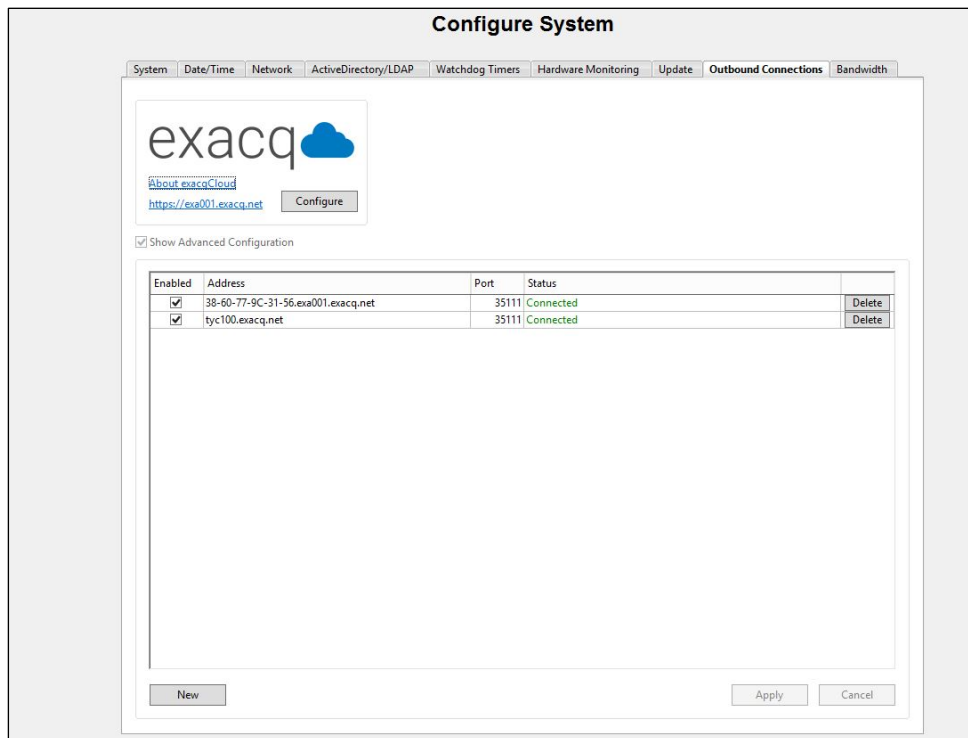 Configure System
System Date/Time Network ActiveDirectory/LDAP Watchdog Timers Hardware Monitoring Update Outbound Connections Bandwidth
exacq
About exacqCloud
https://exa001.exacq.net Configure
Show Advanced Configuration
Enabled Address Port Status
38-60-77-9C-31-56.exa001.exacq.net 35111 Connected Delete
tyc100.exacq.net 35111 Connected Delete
New Apply Cancel